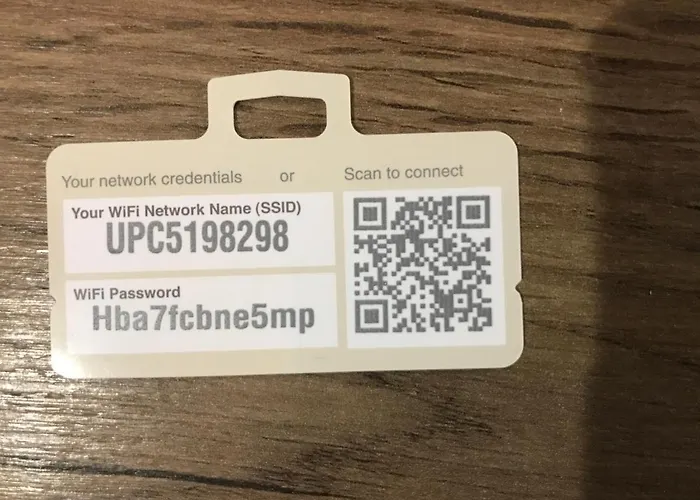 Your network credentials or Scan to connect
Your WiFi Network Name (SSID)
UPC5198298
WiFi Password
Hba7fcbne5mp